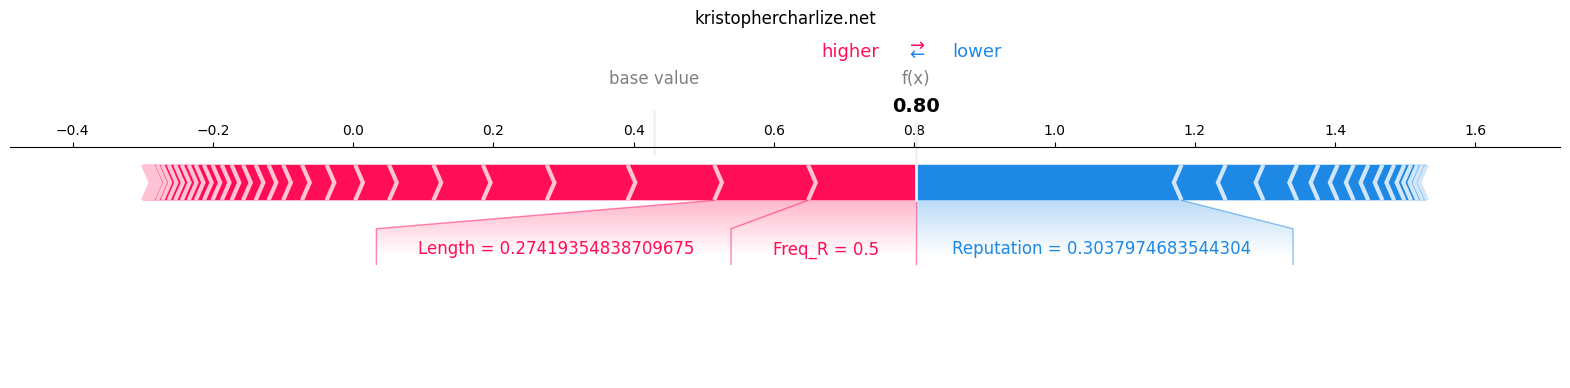 kristophercharlize.net
higher ⇄ lower
base value f(x)
0.80
−0.4 −0.2 0.0 0.2 0.4 0.6 0.8 1.0 1.2 1.4 1.6
Length = 0.27419354838709675 Freq_R = 0.5 Reputation = 0.3037974683544304